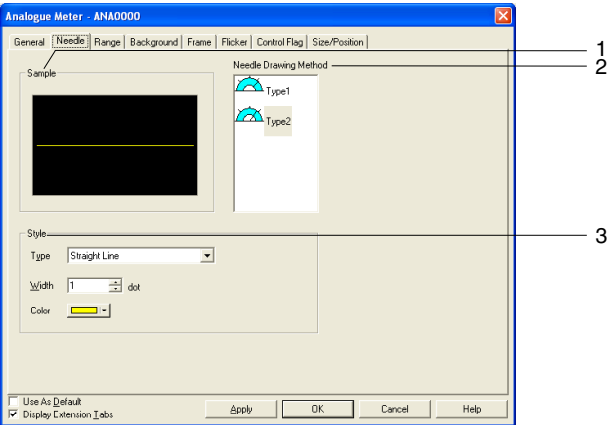 Analogue Meter - ANA0000
General Needle Range Background Frame Flicker Control Flag Size/Position
1
Needle Drawing Method
2
Sample
Type1
Type2
Style
3
Type Straight Line
Width 1 dot
Color
Use As Default
Display Extension Tabs
Apply OK Cancel Help